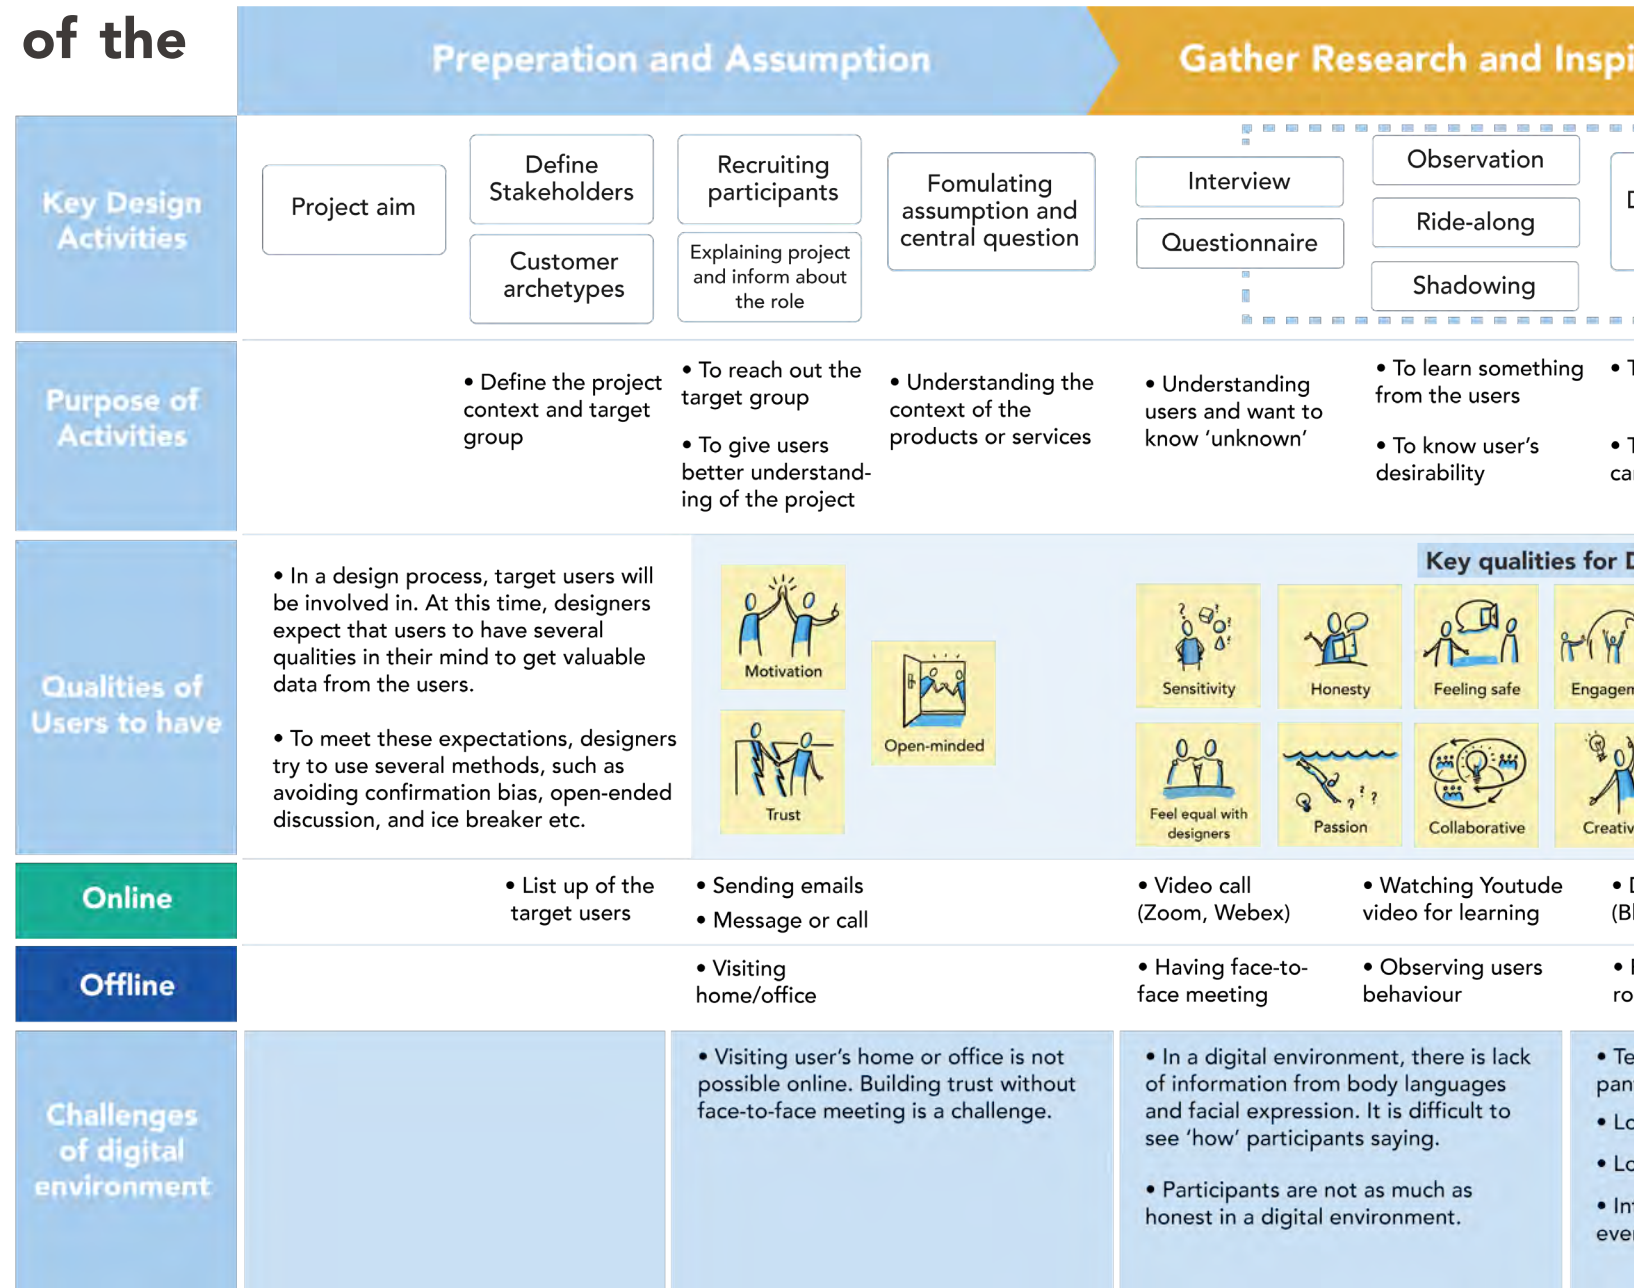 of the
Preperation and Assumption
Gather Research and
Key Design
Activities
Project aim
Define
Stakeholders
Customer
archetypes
Recruiting
participants
Explaining project
and inform about
the role
Fomulating
assumption and
central question
Interview
Questionnaire
Observation
Ride-along
Shadowing
Purpose of
Activities
• Define the project
context and target
group
• To reach out the
target group
• To give users
better understand-
ing of the project
• Understanding the
context of the
products or services
• Understanding
users and want to
know ‘unknown’
• To learn something
from the users
• To know user’s
desirability
Qualities of
Users to have
• In a design process, target users will
be involved in. At this time, designers
expect that users to have several
qualities in their mind to get valuable
data from the users.
• To meet these expectations, designers
try to use several methods, such as
avoiding confirmation bias, open-ended
discussion, and ice breaker etc.
Motivation
Trust
Open-minded
Key qualities for
Sensitivity
Honesty
Feeling safe
Feel equal with
designers
Passion
Collaborative
Online
• List up of the
target users
• Sending emails
• Message or call
• Video call
(Zoom, Webex)
• Watching Youtude
video for learning
Offline
• Visiting
home/office
• Having face-to-
face meeting
• Observing users
behaviour
Challenges
of digital
environment
• Visiting user’s home or office is not
possible online. Building trust without
face-to-face meeting is a challenge.
• In a digital environment, there is lack
of information from body languages
and facial expression. It is difficult to
see ‘how’ participants saying.
• Participants are not as much as
honest in a digital environment.